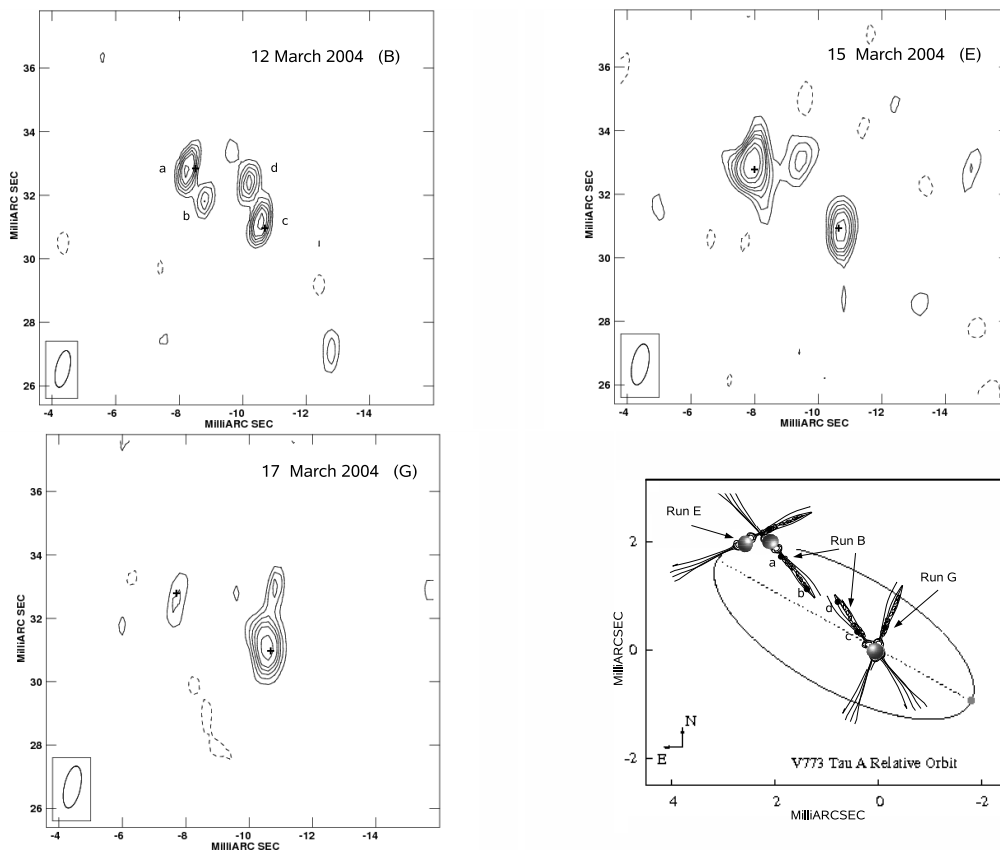 12 March 2004 (B)
MilliARC SEC
36
34
32
30
28
26
a
b
c
d
-4 -6 -8 -10 -12 -14
MilliARC SEC
15 March 2004 (E)
MilliARC SEC
36
34
32
30
28
26
-4 -6 -8 -10 -12 -14
MilliARC SEC
17 March 2004 (G)
MilliARC SEC
36
34
32
30
28
26
-4 -6 -8 -10 -12 -14
MilliARC SEC
Run E
Run B
Run G
a
b
d
c
MilliARCSEC
2
0
-2
N
E
V773 Tau A Relative Orbit
4 2 0 -2
MilliARCSEC